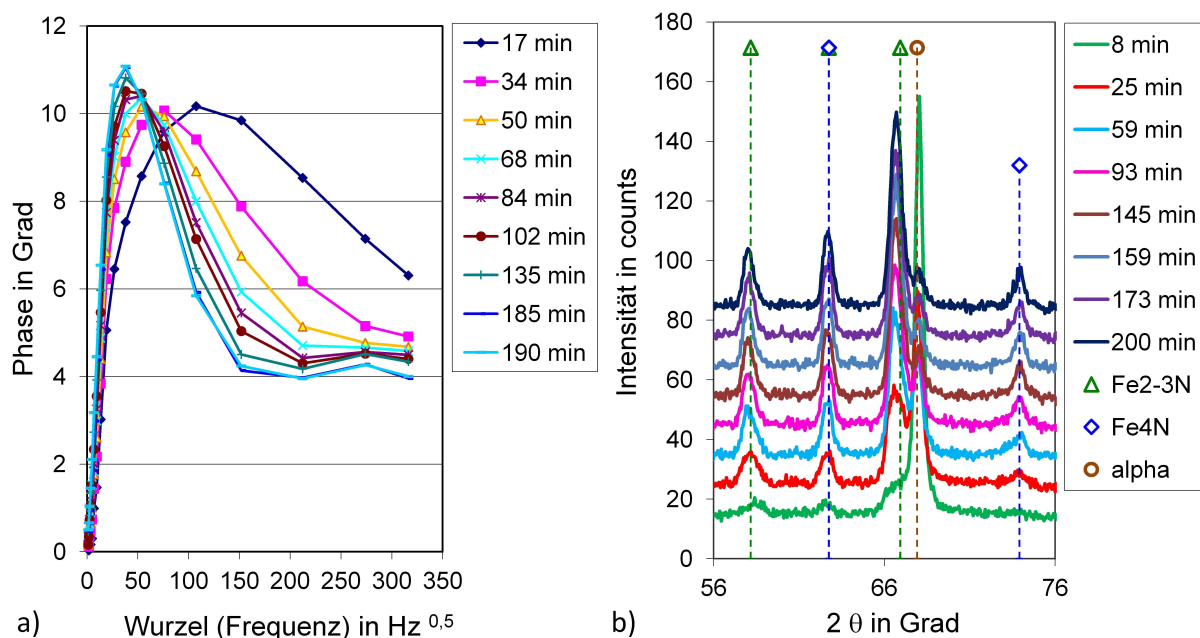 12
10
8
6
4
2
0
0 50 100 150 200 250 300 350
Phase in Grad
Wurzel (Frequenz) in Hz 0,5
a)
17 min
34 min
50 min
68 min
84 min
102 min
135 min
185 min
190 min
180
160
140
120
100
80
60
40
20
0
56 66 76
Intensität in counts
2 θ in Grad
b)
8 min
25 min
59 min
93 min
145 min
159 min
173 min
200 min
Fe2-3N
Fe4N
alpha